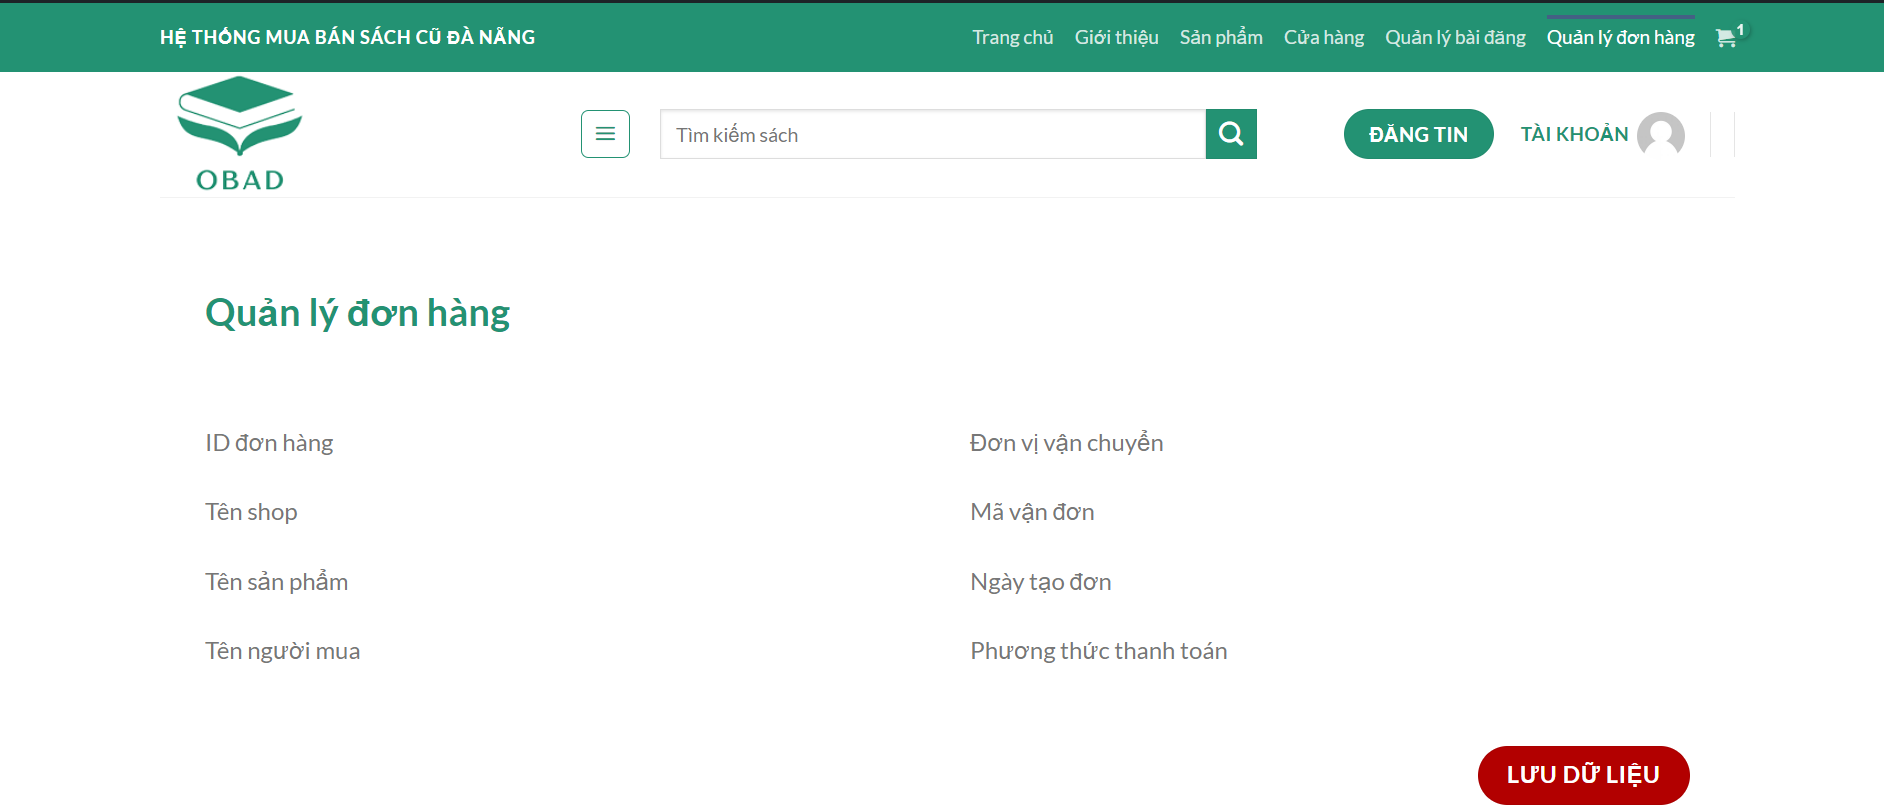 HỆ THỐNG MUA BÁN SÁCH CŨ ĐÀ NẴNG
Trang chủ Giới thiệu Sản phẩm Cửa hàng Quản lý bài đăng Quản lý đơn hàng 1
OBAD
Tìm kiếm sách
ĐĂNG TIN
TÀI KHOẢN
Quản lý đơn hàng
ID đơn hàng
Đơn vị vận chuyển
Tên shop
Mã vận đơn
Tên sản phẩm
Ngày tạo đơn
Tên người mua
Phương thức thanh toán
LƯU DỮ LIỆU